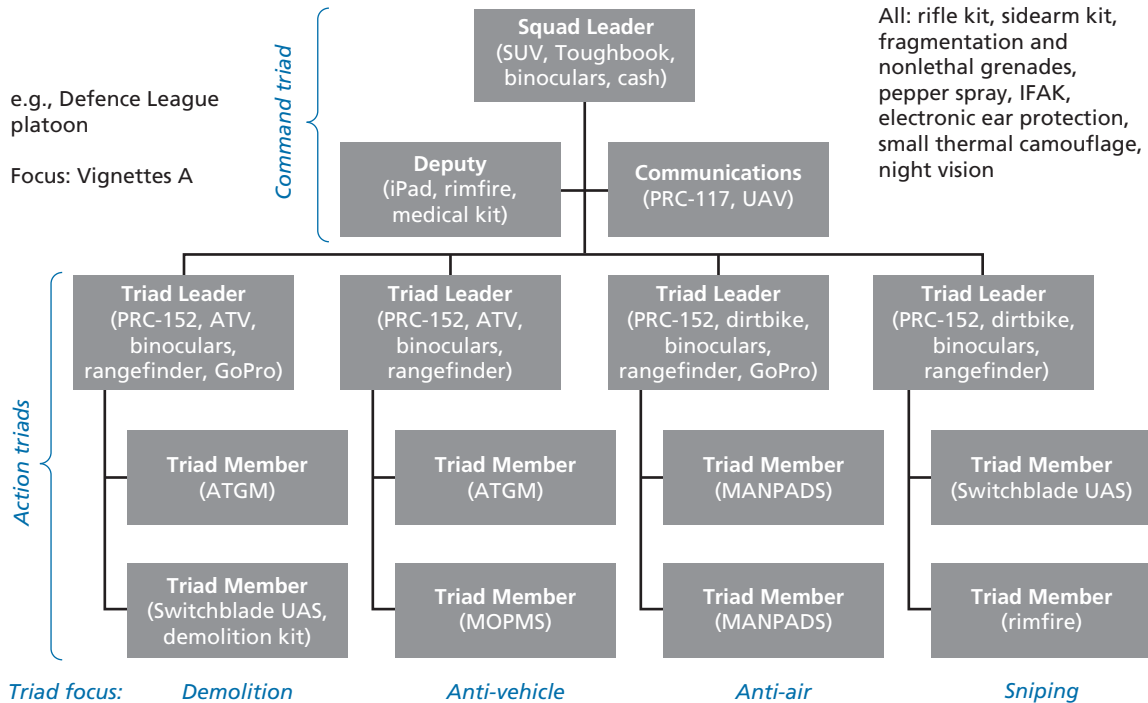 Command triad
Squad Leader
(SUV, Toughbook,
binoculars, cash)
All: rifle kit, sidearm kit,
fragmentation and
nonlethal grenades,
pepper spray, IFAK,
electronic ear protection,
small thermal camouflage,
night vision
e.g., Defence League
platoon
Focus: Vignettes A
Deputy
(iPad, rimfire,
medical kit)
Communications
(PRC-117, UAV)
Action triads
Triad Leader
(PRC-152, ATV,
binoculars,
rangefinder, GoPro)
Triad Leader
(PRC-152, ATV,
binoculars,
rangefinder)
Triad Leader
(PRC-152, dirtbike,
binoculars,
rangefinder, GoPro)
Triad Leader
(PRC-152, dirtbike,
binoculars,
rangefinder)
Triad Member
(ATGM)
Triad Member
(ATGM)
Triad Member
(MANPADS)
Triad Member
(Switchblade UAS)
Triad Member
(Switchblade UAS,
demolition kit)
Triad Member
(MOPMS)
Triad Member
(MANPADS)
Triad Member
(rimfire)
Triad focus: Demolition Anti-vehicle Anti-air Sniping